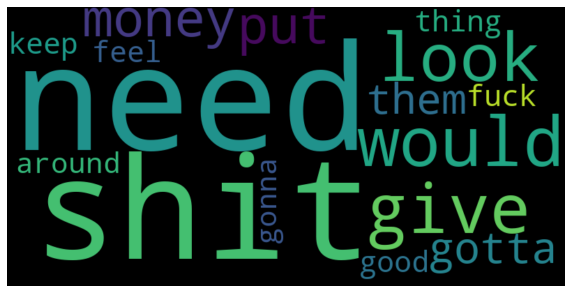 money put thing
keep feel look
need them fuck
would
around shit gonna give
good gotta